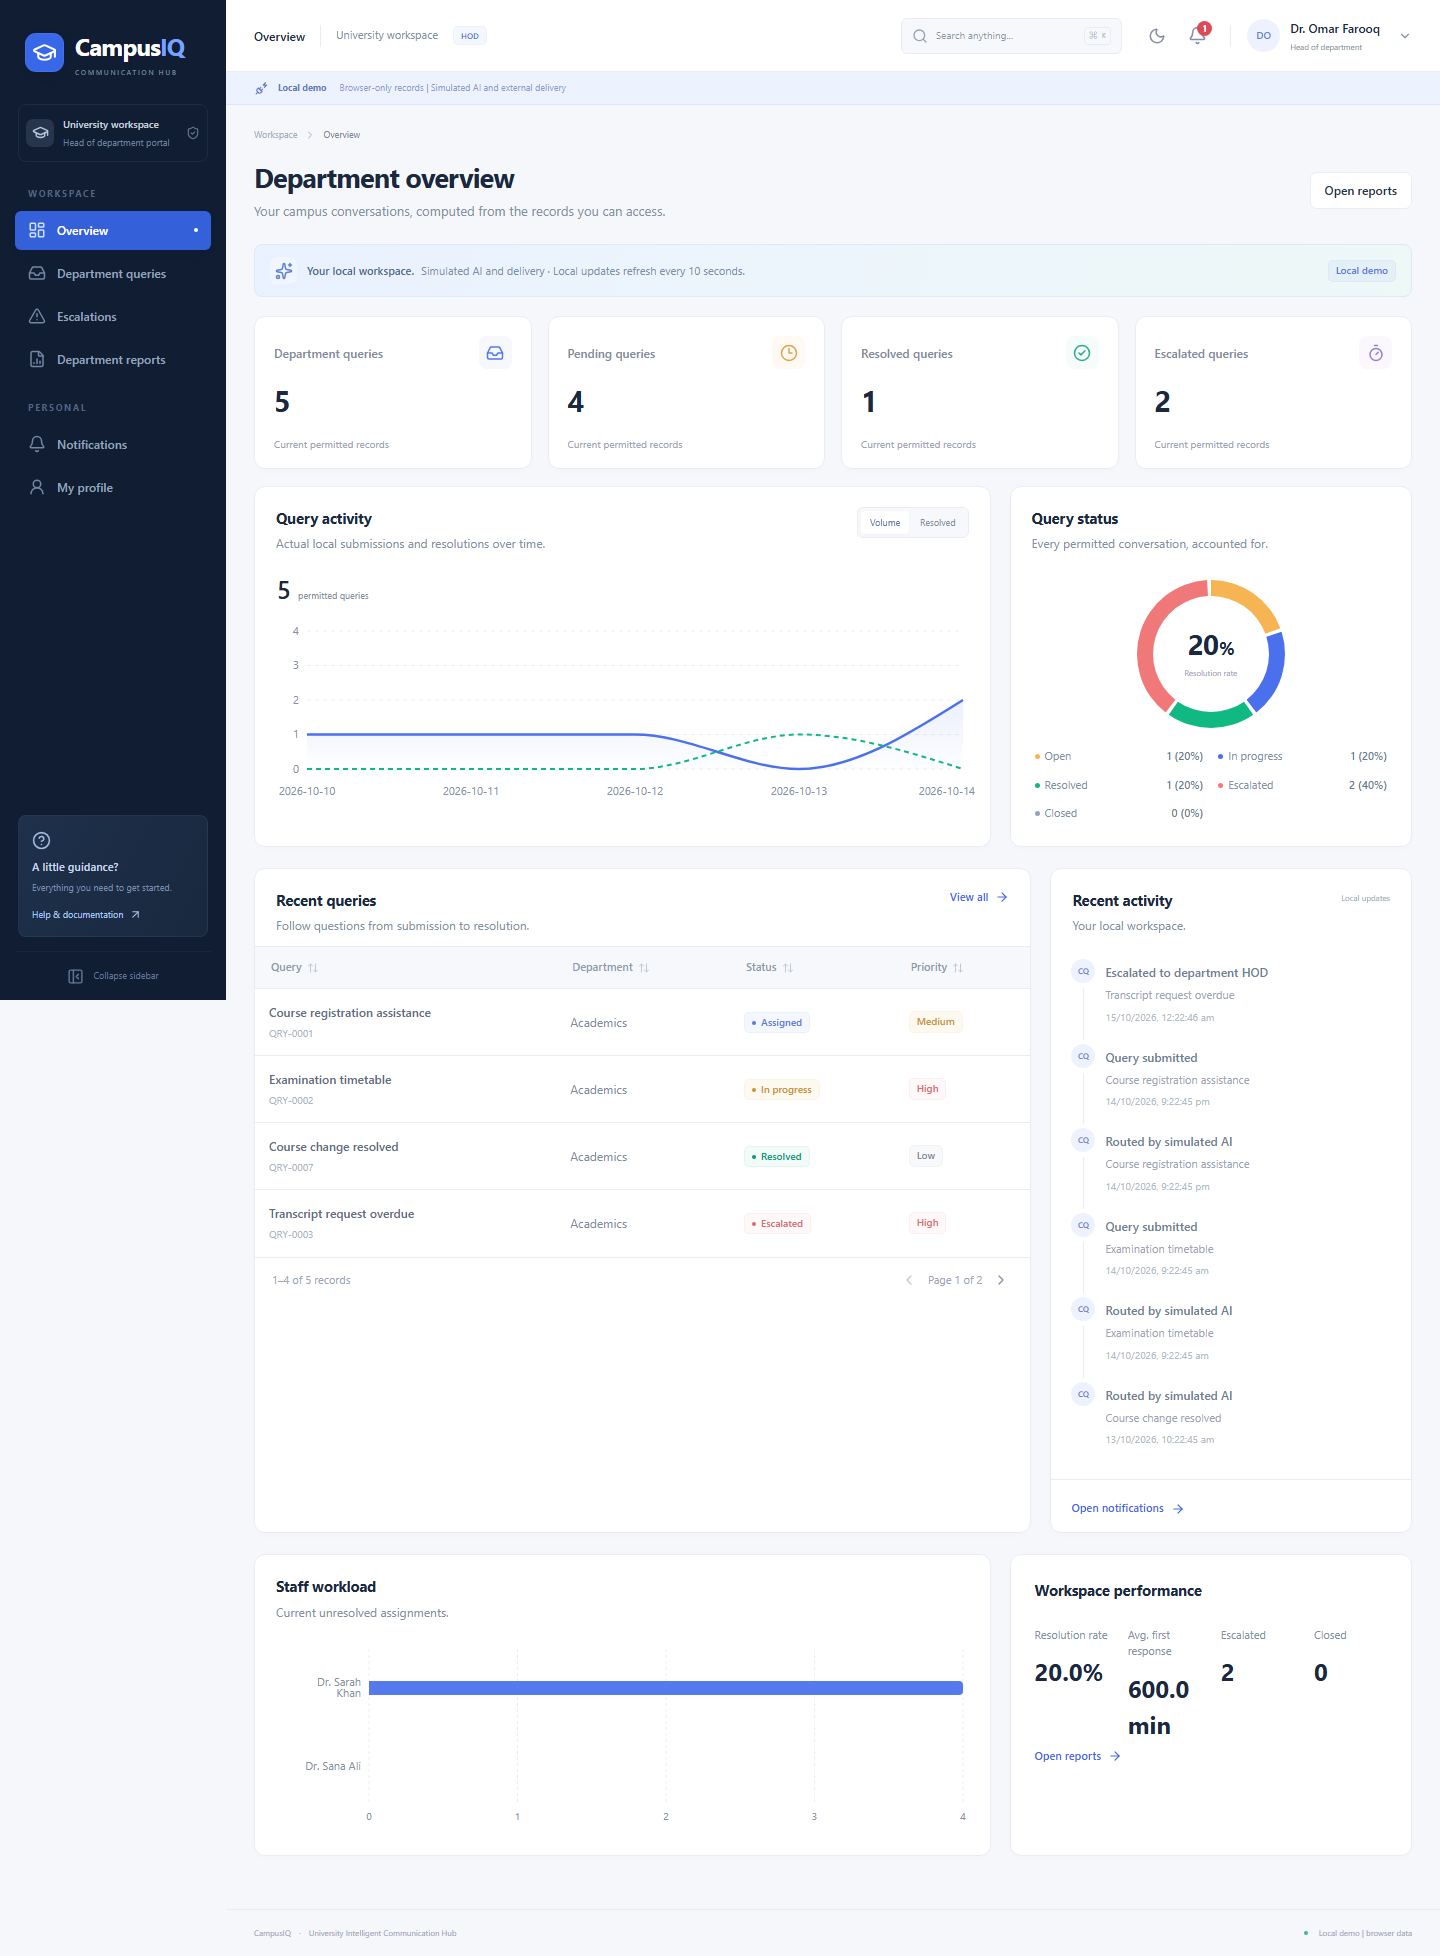 CampusIQ
COMMUNICATION HUB
University workspace
Head of department portal
WORKSPACE
Overview
Department queries
Escalations
Department reports
PERSONAL
Notifications
My profile
A little guidance?
Everything you need to get started.
Help & documentation
Collapse sidebar
Overview
University workspace
HOD
Search anything...
⌘ K
1
DO
Dr. Omar Farooq
Head of department
Local demo
Browser-only records | Simulated AI and external delivery
Workspace
Overview
Department overview
Your campus conversations, computed from the records you can access.
Open reports
Your local workspace. Simulated AI and delivery · Local updates refresh every 10 seconds.
Local demo
Department queries
5
Current permitted records
Pending queries
4
Current permitted records
Resolved queries
1
Current permitted records
Escalated queries
2
Current permitted records
Query activity
Actual local submissions and resolutions over time.
Volume
Resolved
5 permitted queries
4
3
2
1
0
2026-10-10
2026-10-11
2026-10-12
2026-10-13
2026-10-14
Query status
Every permitted conversation, accounted for.
20%
Resolution rate
Open 1 (20%)
In progress 1 (20%)
Resolved 1 (20%)
Escalated 2 (40%)
Closed 0 (0%)
Recent queries
Follow questions from submission to resolution.
View all
Query
Department
Status
Priority
Course registration assistance
QRY-0001
Academics
Assigned
Medium
Examination timetable
QRY-0002
Academics
In progress
High
Course change resolved
QRY-0007
Academics
Resolved
Low
Transcript request overdue
QRY-0003
Academics
Escalated
High
1–4 of 5 records
Page 1 of 2
Recent activity
Local updates
Your local workspace.
CQ
Escalated to department HOD
Transcript request overdue
15/10/2026, 12:22:46 am
CQ
Query submitted
Course registration assistance
14/10/2026, 9:22:45 pm
CQ
Routed by simulated AI
Course registration assistance
14/10/2026, 9:22:45 pm
CQ
Query submitted
Examination timetable
14/10/2026, 9:22:45 am
CQ
Routed by simulated AI
Examination timetable
14/10/2026, 9:22:45 am
CQ
Routed by simulated AI
Course change resolved
13/10/2026, 10:22:45 am
Open notifications
Staff workload
Current unresolved assignments.
Dr. Sarah
Khan
Dr. Sana Ali
0
1
2
3
4
Workspace performance
Resolution rate
20.0%
Avg. first
response
600.0
min
Escalated
2
Closed
0
Open reports
CampusIQ · University Intelligent Communication Hub
Local demo | browser data